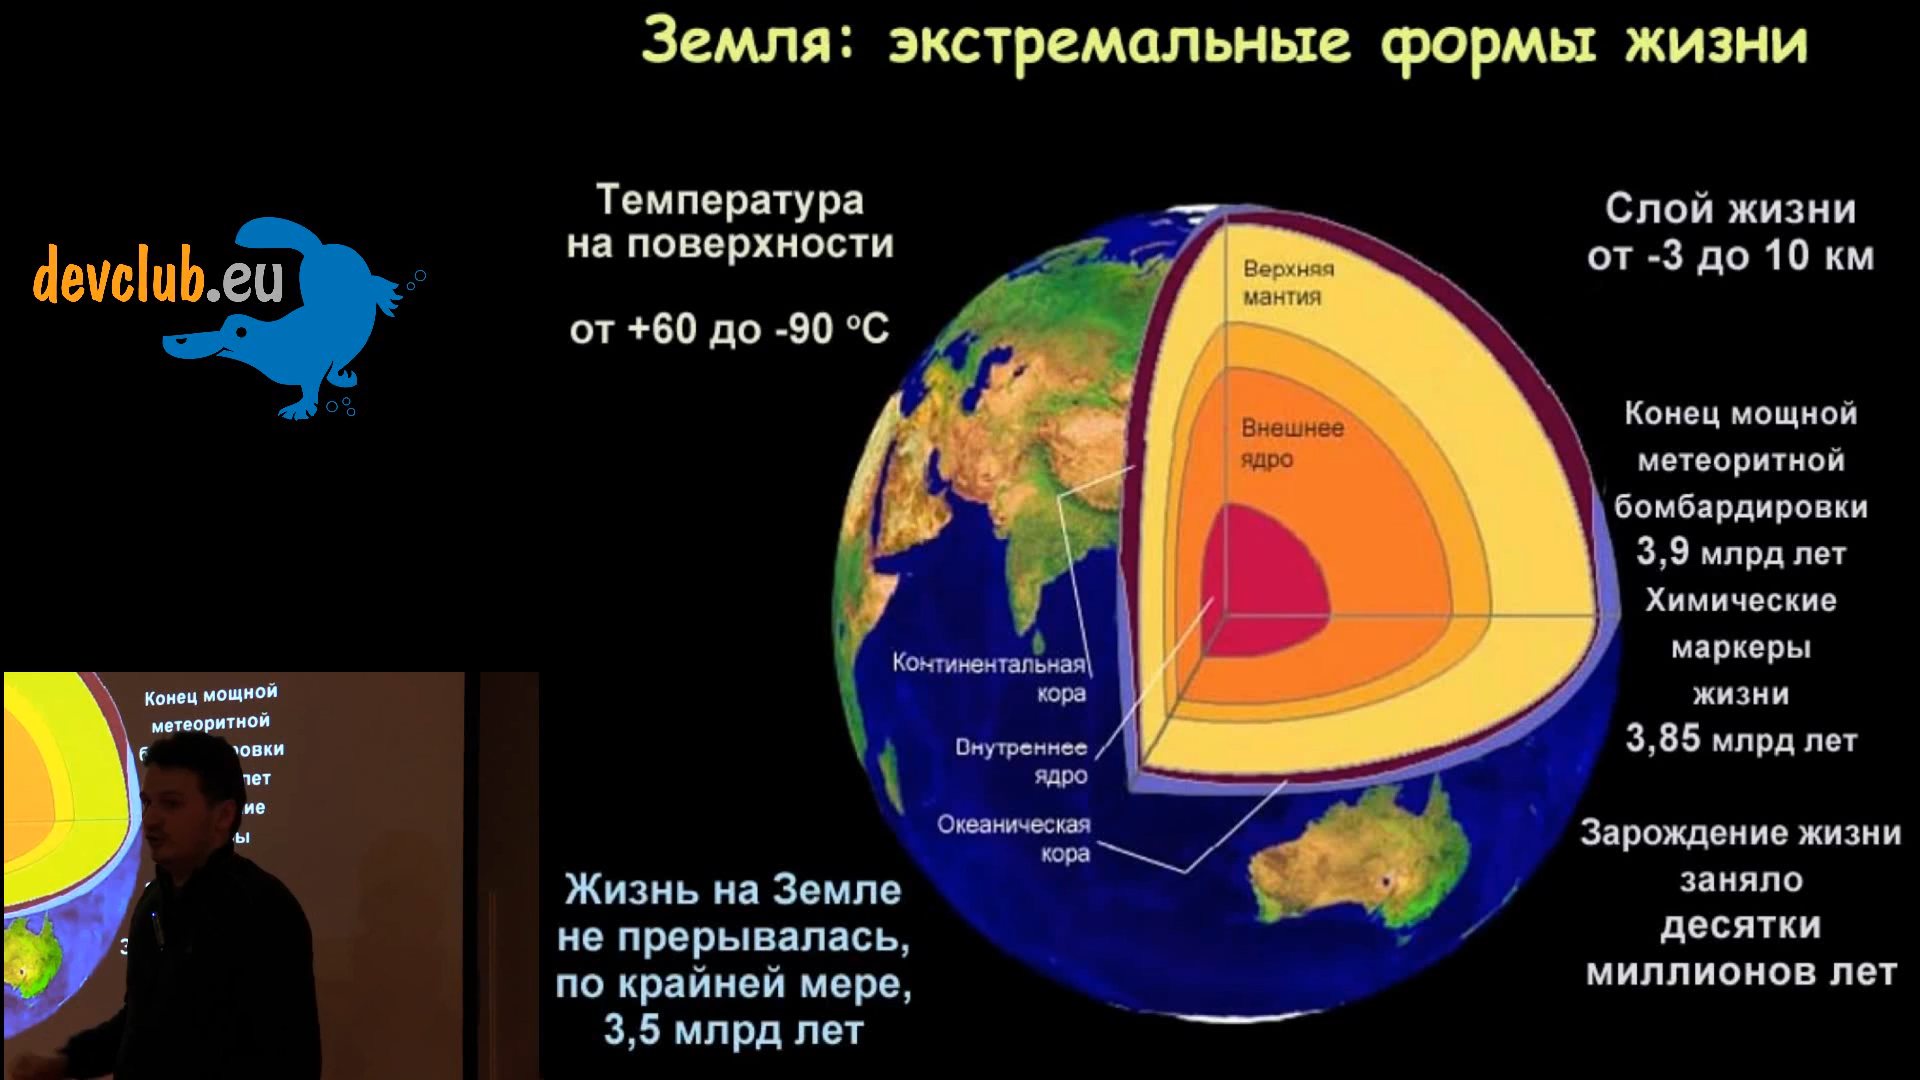 Земля: экстремальные формы жизни
devclub.eu
Температура
на поверхности
от +60 до -90 ºС
Слой жизни
от -3 до 10 км
Верхняя
мантия
Внешнее
ядро
Континентальная
кора
Внутреннее
ядро
Океаническая
кора
Конец мощной
метеоритной
бомбардировки
3,9 млрд лет
Химические
маркеры
жизни
3,85 млрд лет
Зарождение жизни
заняло
десятки
миллионов лет
Жизнь на Земле
не прерывалась,
по крайней мере,
3,5 млрд лет
Конец мощной
метеоритной